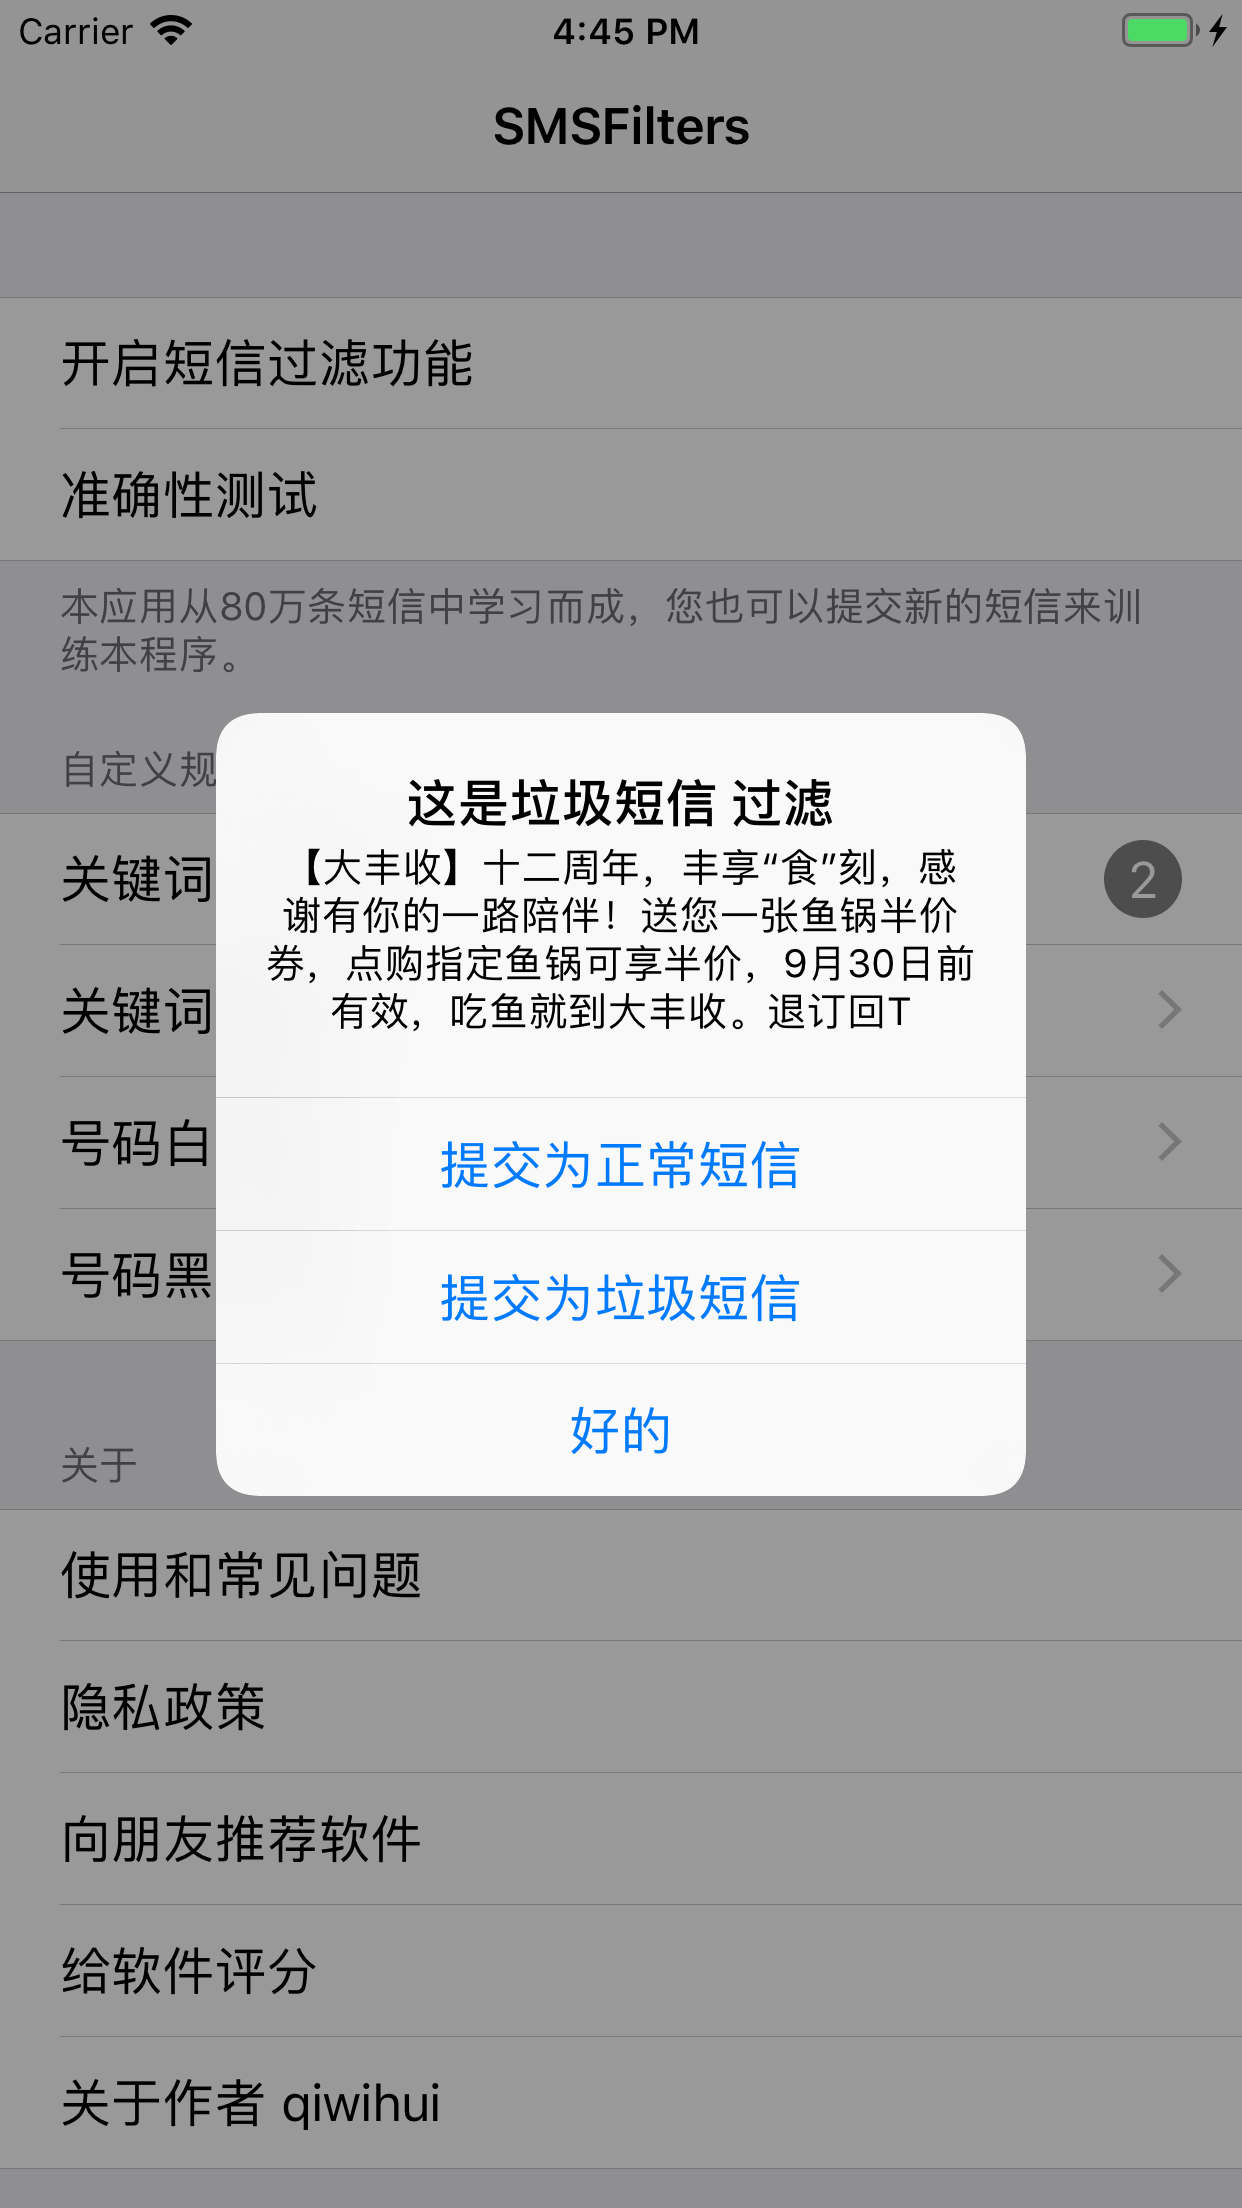 Carrier 4:45 PM
SMSFilters
开启短信过滤功能
准确性测试
本应用从80万条短信中学习而成，您也可以提交新的短信来训
练本程序。
自定义规
这是垃圾短信 过滤
【大丰收】十二周年，丰享“食”刻，感
谢有你的一路陪伴！送您一张鱼锅半价
券，点购指定鱼锅可享半价，9月30日前
有效，吃鱼就到大丰收。退订回T
提交为正常短信
提交为垃圾短信
好的
关键词
2
关键词
号码白
号码黑
关于
使用和常见问题
隐私政策
向朋友推荐软件
给软件评分
关于作者 qiwihui